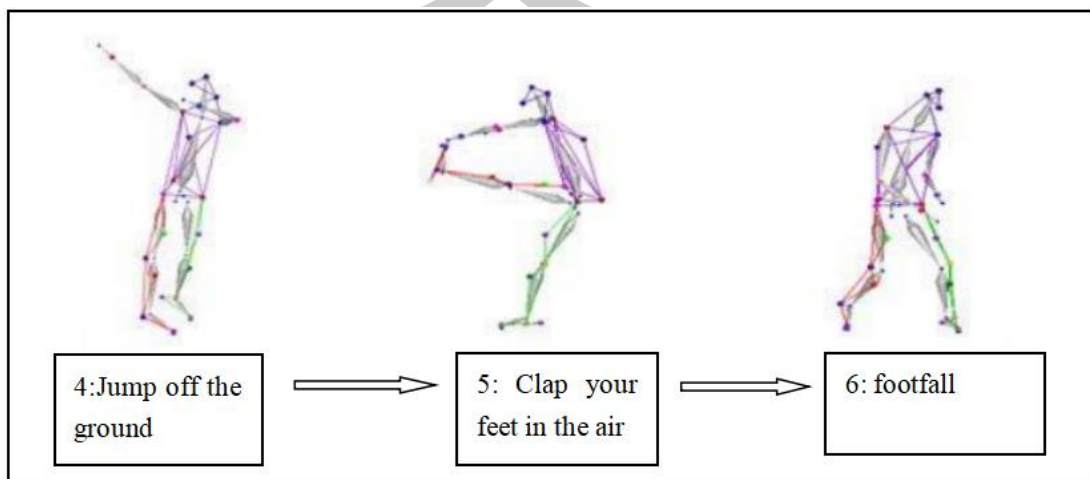 4:Jump off the
ground
5: Clap your
feet in the air
6: footfall